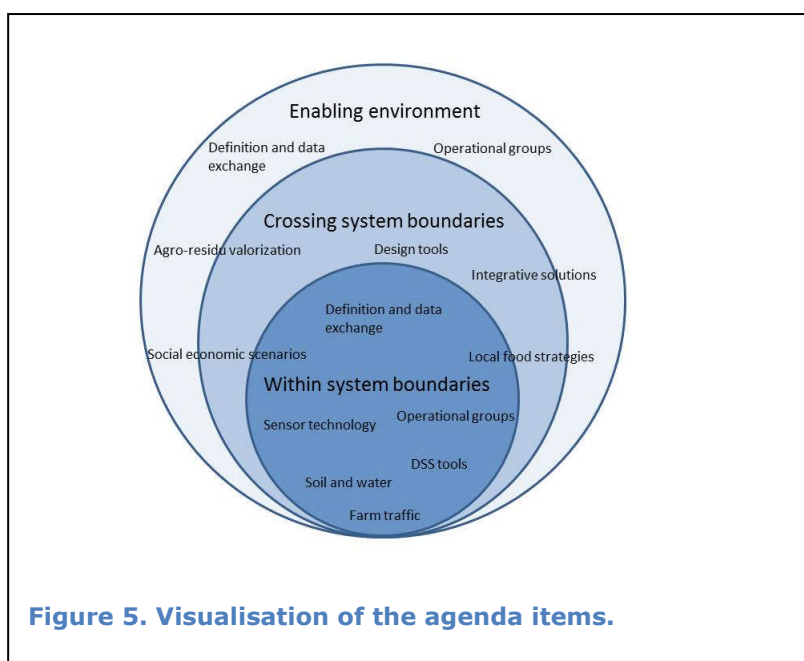 Enabling environment
Definition and data
exchange
Operational groups
Crossing system boundaries
Agro-residu valorization
Design tools
Integrative solutions
Definition and data
exchange
Social economic scenarios
Local food strategies
Within system boundaries
Sensor technology
Operational groups
DSS tools
Soil and water
Farm traffic
Figure 5. Visualisation of the agenda items.